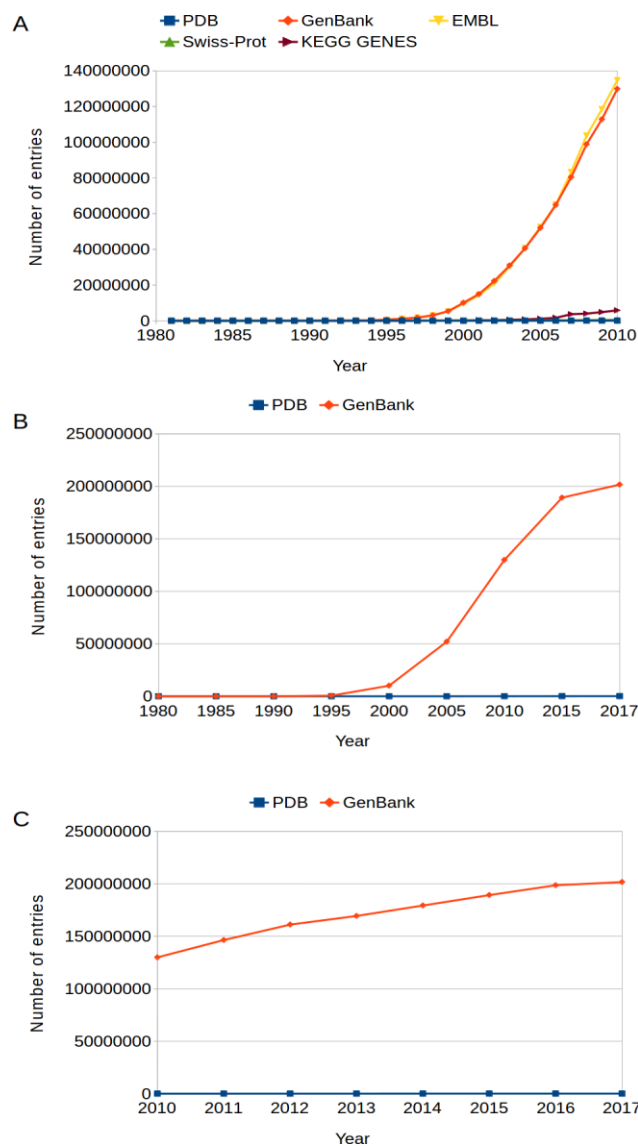 A
PDB GenBank EMBL
Swiss-Prot KEGG GENES
140000000
120000000
100000000
80000000
60000000
40000000
20000000
0
1980 1985 1990 1995 2000 2005 2010
Number of entries
Year
B
PDB GenBank
250000000
200000000
150000000
100000000
50000000
0
1980 1985 1990 1995 2000 2005 2010 2015 2017
Number of entries
Year
C
PDB GenBank
250000000
200000000
150000000
100000000
50000000
0
2010 2011 2012 2013 2014 2015 2016 2017
Number of entries
Year